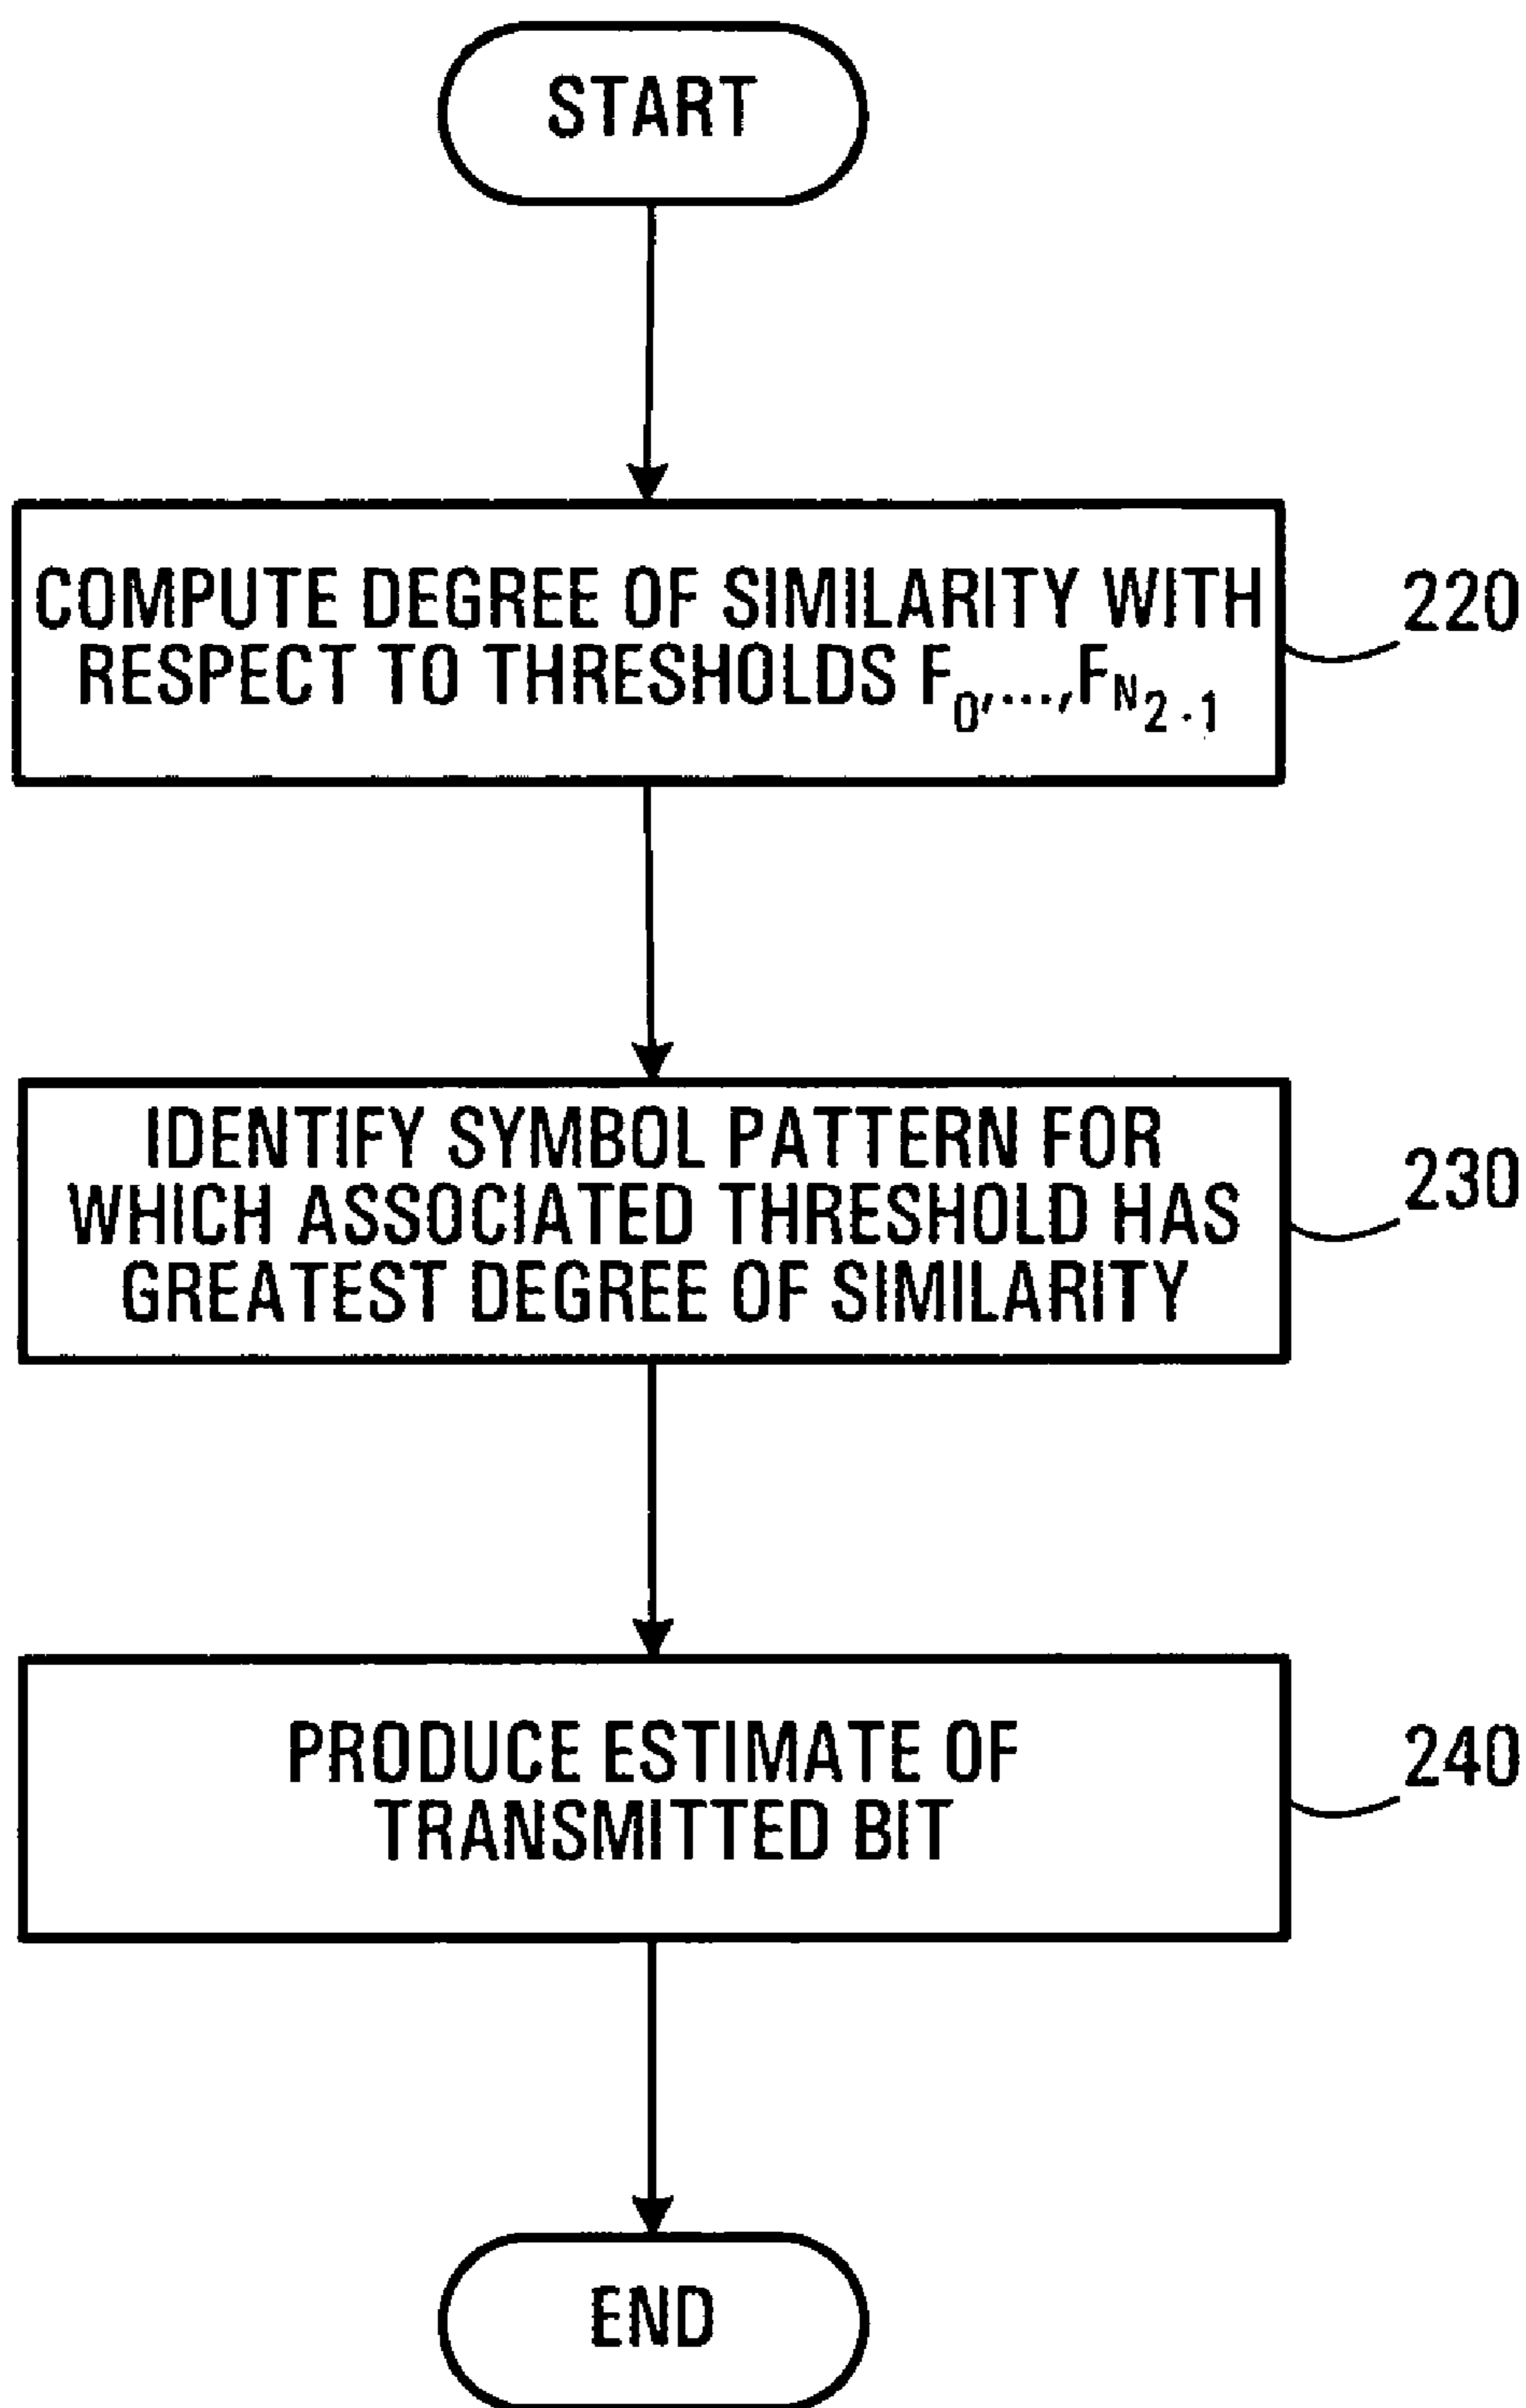 START
COMPUTE DEGREE OF SIMILARITY WITH
RESPECT TO THRESHOLDS F₀,...,F_N₂-1
220
IDENTIFY SYMBOL PATTERN FOR
WHICH ASSOCIATED THRESHOLD HAS
GREATEST DEGREE OF SIMILARITY
230
PRODUCE ESTIMATE OF
TRANSMITTED BIT
240
END